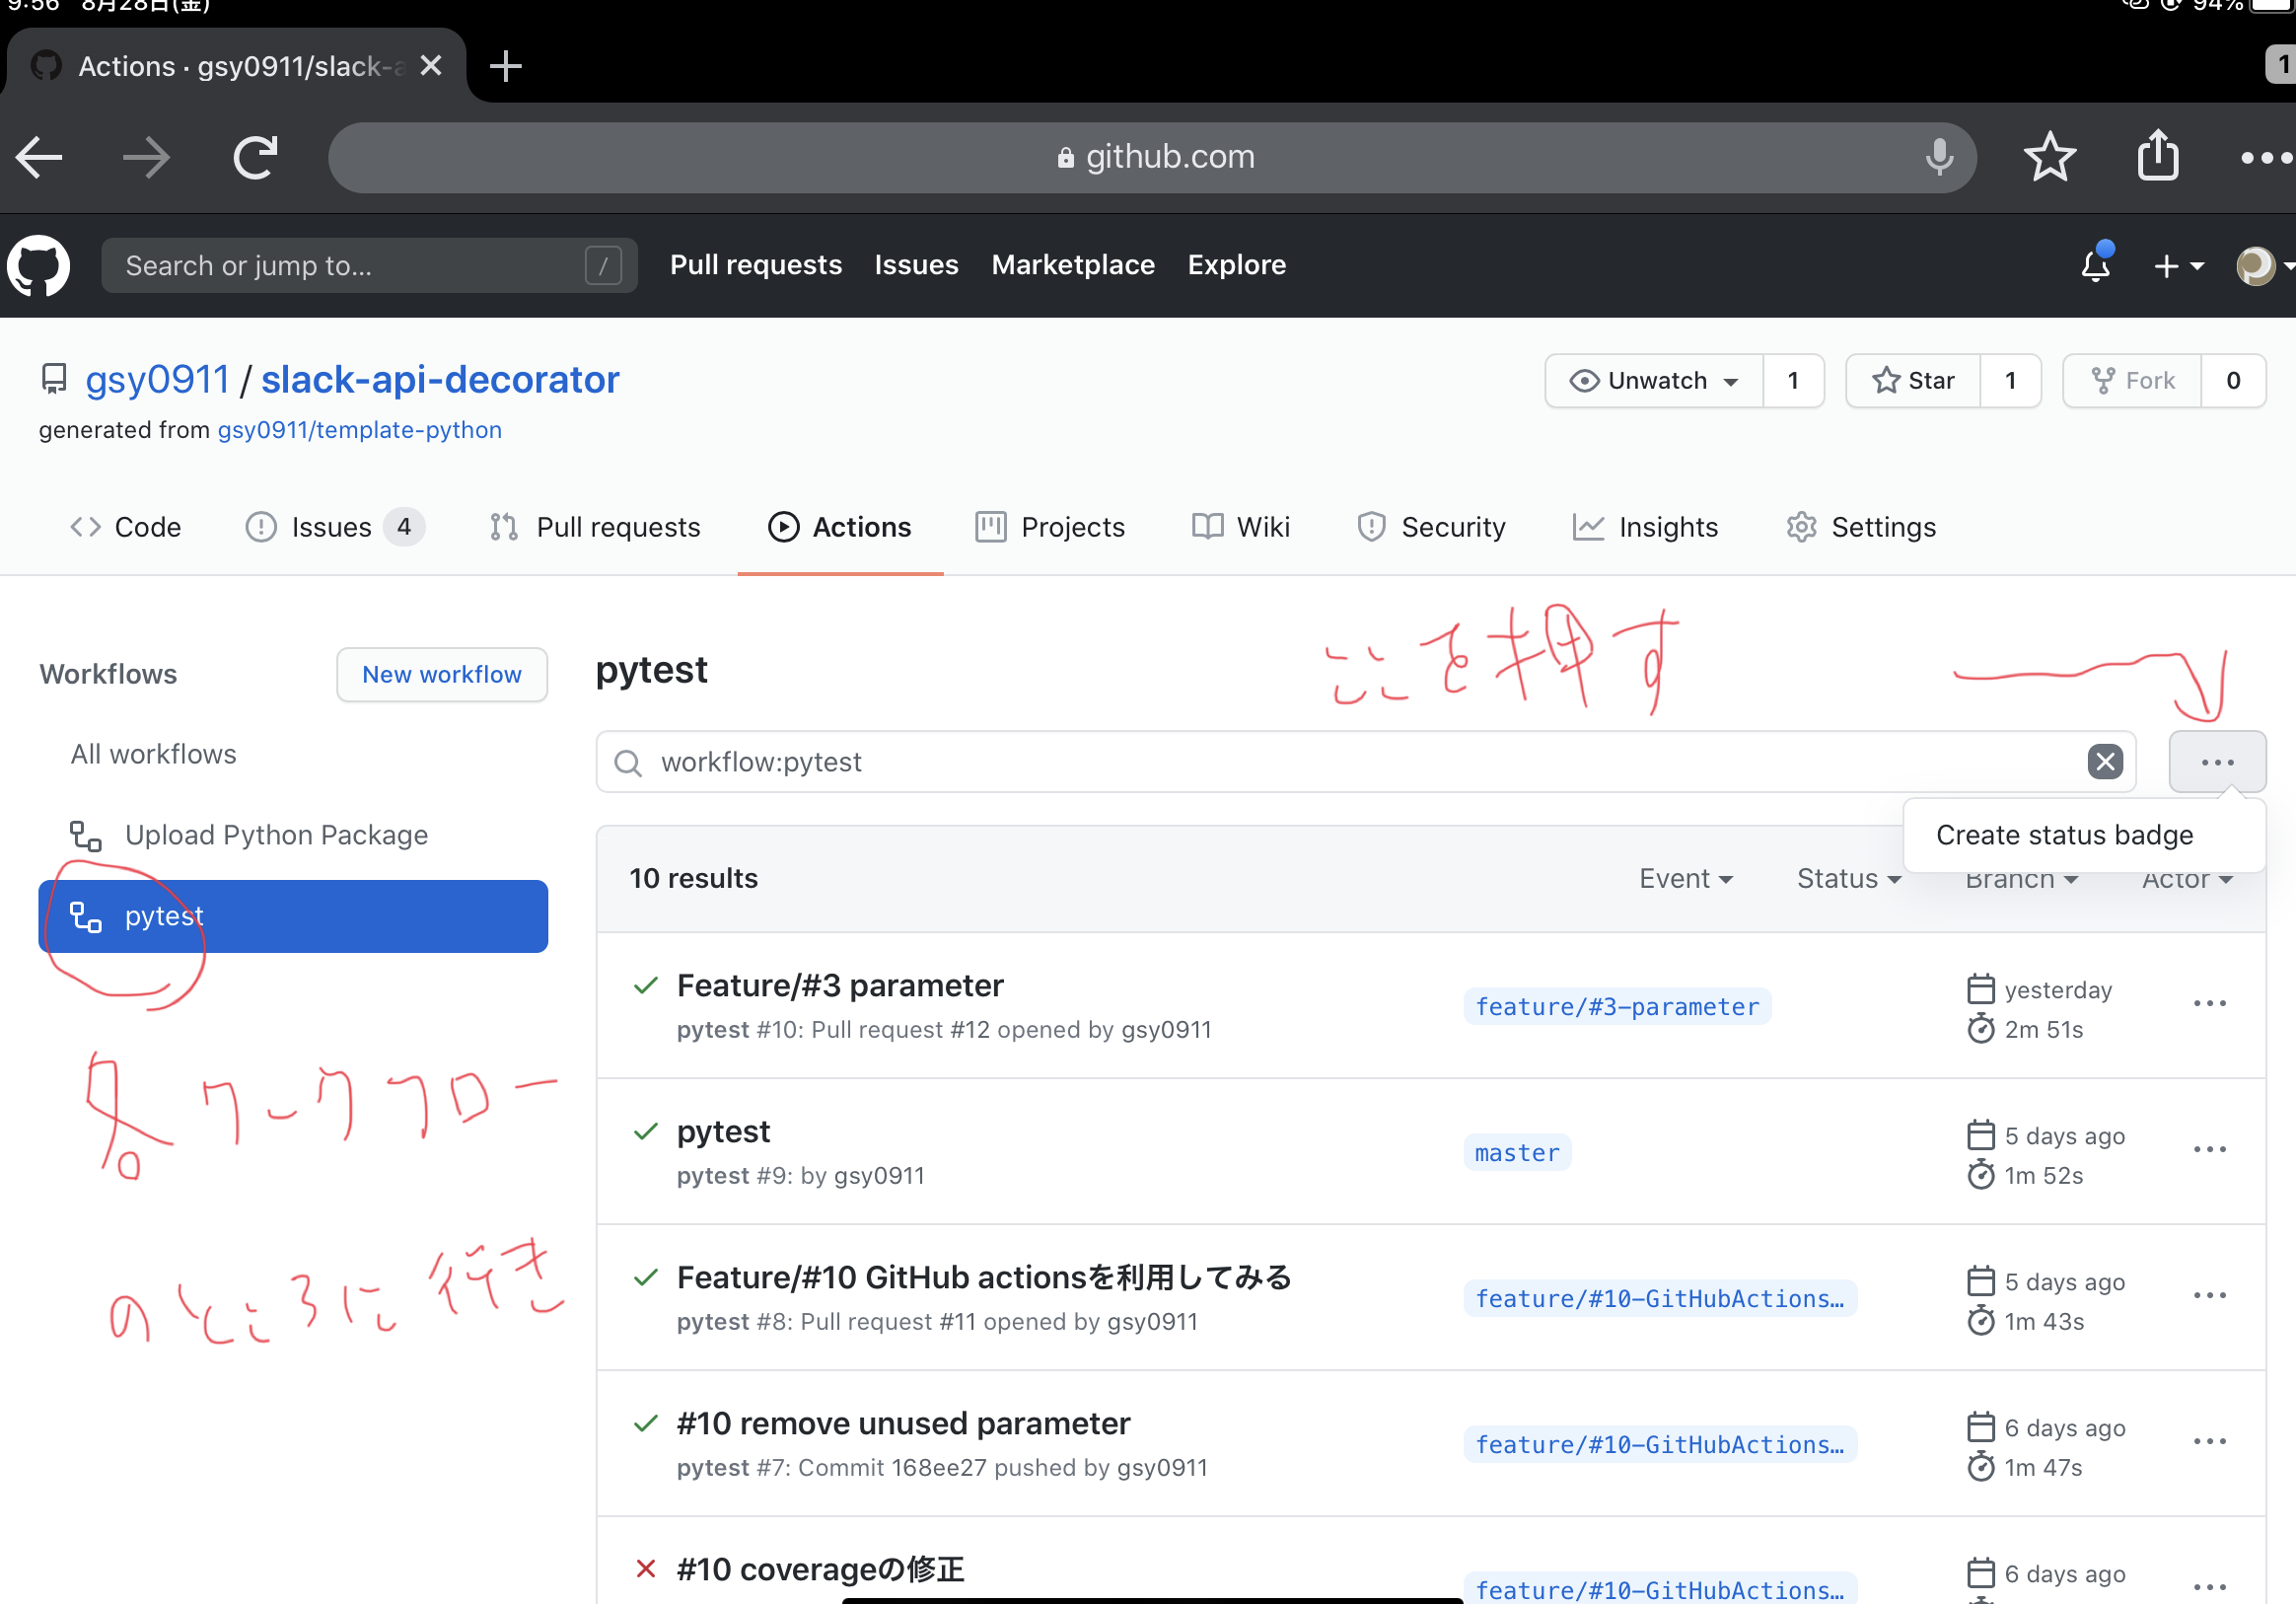 9:56 8月28日(金)
94%
Actions · gsy0911/slack-a
1
github.com
Search or jump to... /
Pull requests Issues Marketplace Explore
gsy0911 / slack-api-decorator
Unwatch 1 Star 1 Fork 0
generated from gsy0911/template-python
Code Issues 4 Pull requests Actions Projects Wiki Security Insights Settings
ここを押す
Workflows New workflow
pytest
All workflows
workflow:pytest
Create status badge
Upload Python Package
pytest
10 results Event Status Branch Actor
各ワークフロー
のところに行き
Feature/#3 parameter
pytest #10: Pull request #12 opened by gsy0911
feature/#3-parameter
yesterday
2m 51s
pytest
pytest #9: by gsy0911
master
5 days ago
1m 52s
Feature/#10 GitHub actionsを利用してみる
pytest #8: Pull request #11 opened by gsy0911
feature/#10-GitHubActions…
5 days ago
1m 43s
#10 remove unused parameter
pytest #7: Commit 168ee27 pushed by gsy0911
feature/#10-GitHubActions…
6 days ago
1m 47s
#10 coverageの修正
feature/#10-GitHubActions…
6 days ago